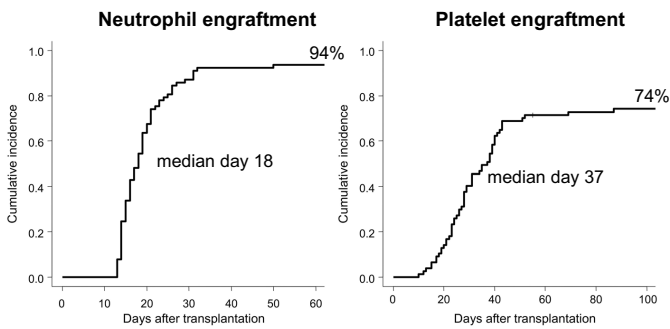 Neutrophil engraftment
Cumulative incidence
1.0
0.8
0.6
0.4
0.2
0.0
94%
median day 18
0 10 20 30 40 50 60
Days after transplantation
Platelet engraftment
Cumulative incidence
1.0
0.8
0.6
0.4
0.2
0.0
74%
median day 37
0 20 40 60 80 100
Days after transplantation